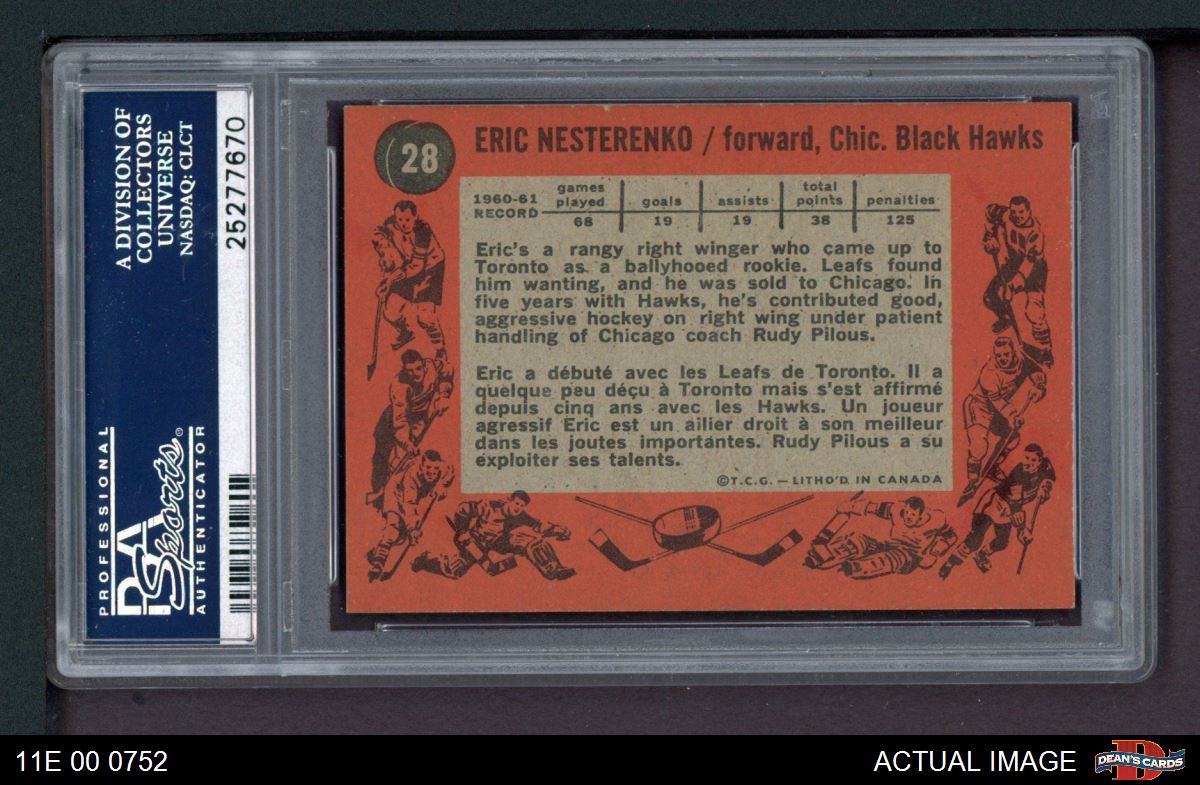 A DIVISION OF
COLLECTORS
UNIVERSE
NASDAQ: CLCT
25277670
PROFESSIONAL
PSA
Sports®
AUTHENTICATOR
28
ERIC NESTERENKO / forward, Chic. Black Hawks
1960-61 RECORD
games played goals assists total points penalties
68 19 19 38 125
Eric's a rangy right winger who came up to
Toronto as a ballyhooed rookie. Leafs found
him wanting, and he was sold to Chicago. In
five years with Hawks, he's contributed good,
aggressive hockey on right wing under patient
handling of Chicago coach Rudy Pilous.
Eric a débuté avec les Leafs de Toronto. Il a
quelque peu déçu à Toronto mais s'est affirmé
depuis cinq ans avec les Hawks. Un joueur
agressif Eric est un ailier droit à son meilleur
dans les joutes importantes. Rudy Pilous a su
exploiter ses talents.
©T.C.G. — LITHO'D IN CANADA
11E 00 0752
ACTUAL IMAGE
DEAN'S CARDS